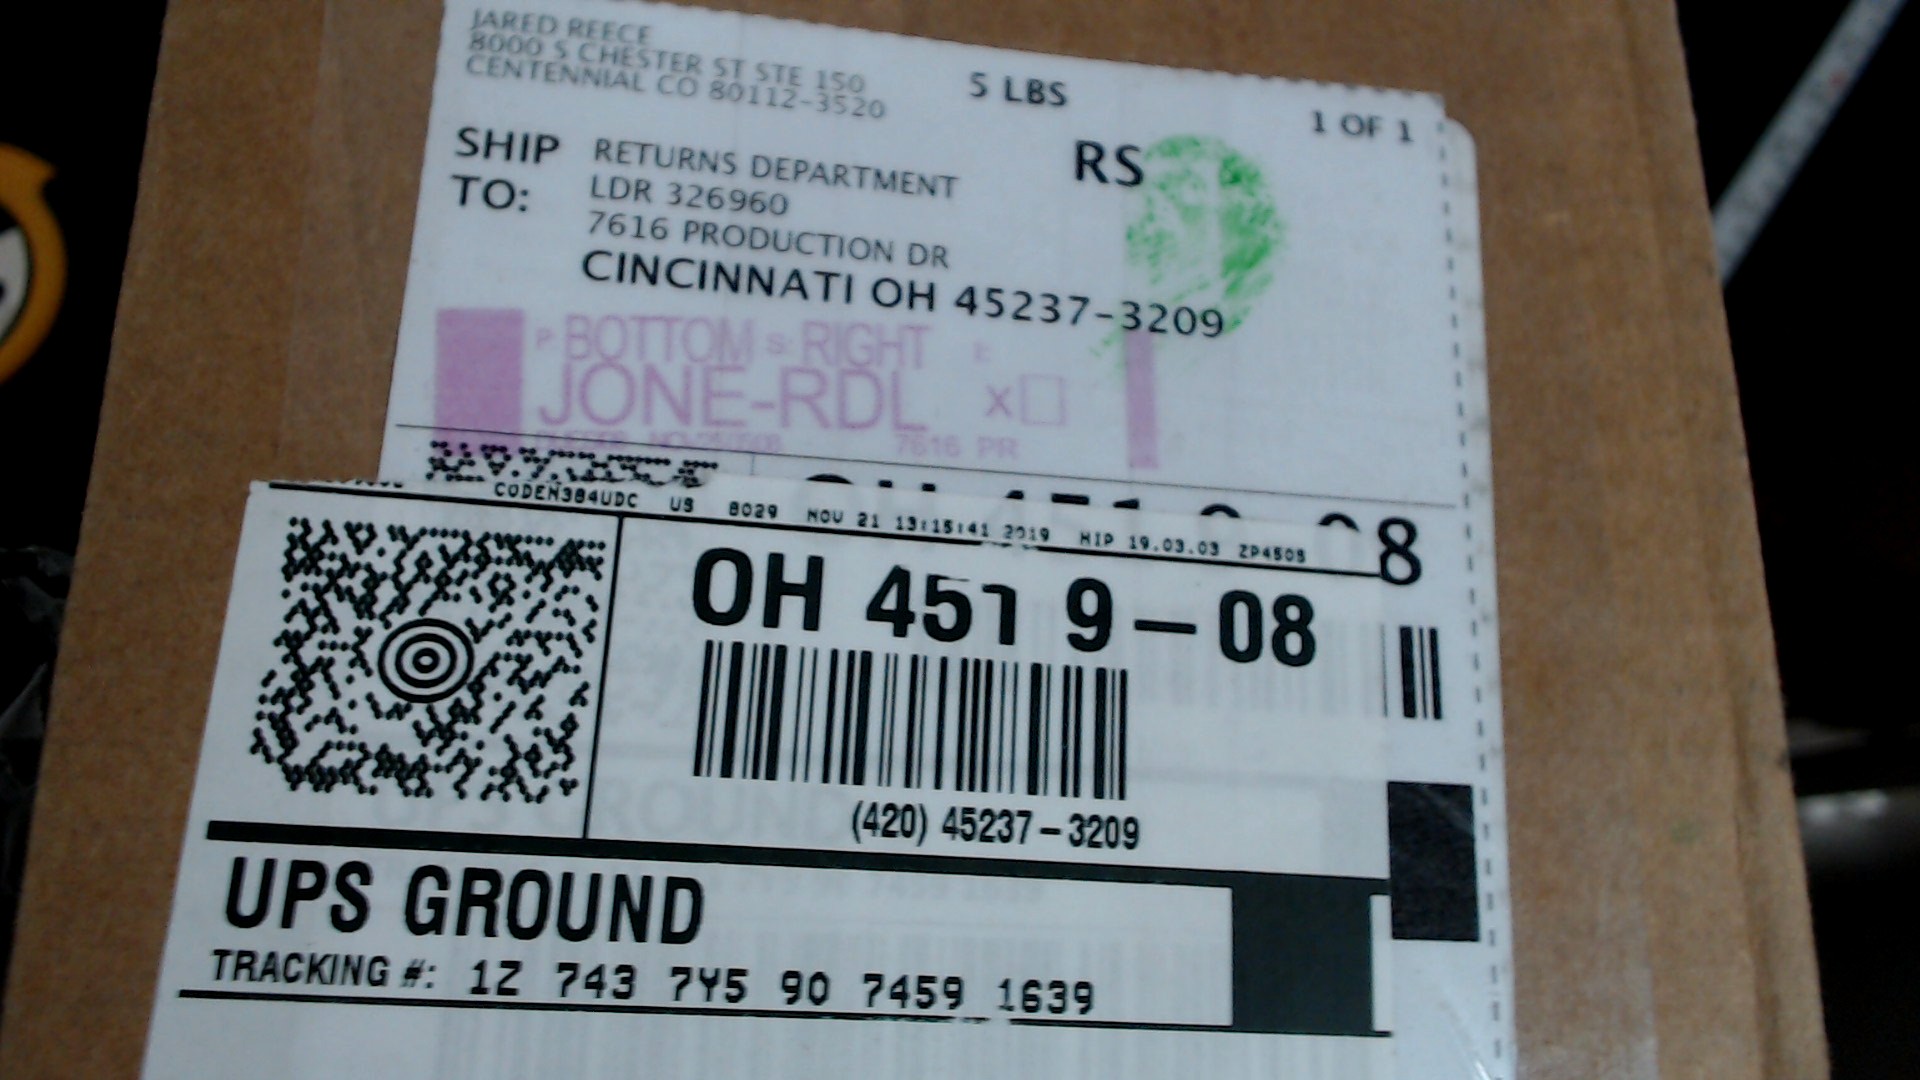 JARED REECE
8000 S CHESTER ST STE 150
CENTENNIAL CO 80112-3520
5 LBS
1 OF 1
SHIP TO:
RETURNS DEPARTMENT
LDR 326960
7616 PRODUCTION DR
CINCINNATI OH 45237-3209
RS
P: BOTTOM S: RIGHT
JONE-RDL X
7616 PR
CODEN384UDC US 8029 NOV 21 13:15:41 2019 HIP 19.03.03 ZP450S
8
OH 451 9-08
(420) 45237-3209
UPS GROUND
TRACKING #: 1Z 743 7Y5 90 7459 1639